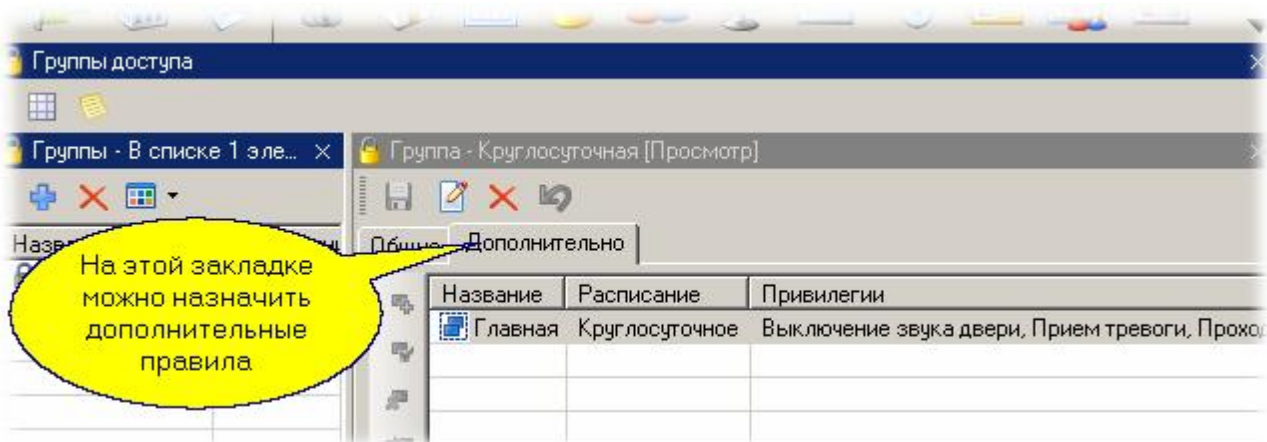 Группы доступа
Группы - В списке 1 эле...
Группа - Круглосуточная [Просмотр]
Общие Дополнительно
На этой закладке
можно назначить
дополнительные
правила
Название Расписание Привилегии
Главная Круглосуточное Выключение звука двери, Прием тревоги,